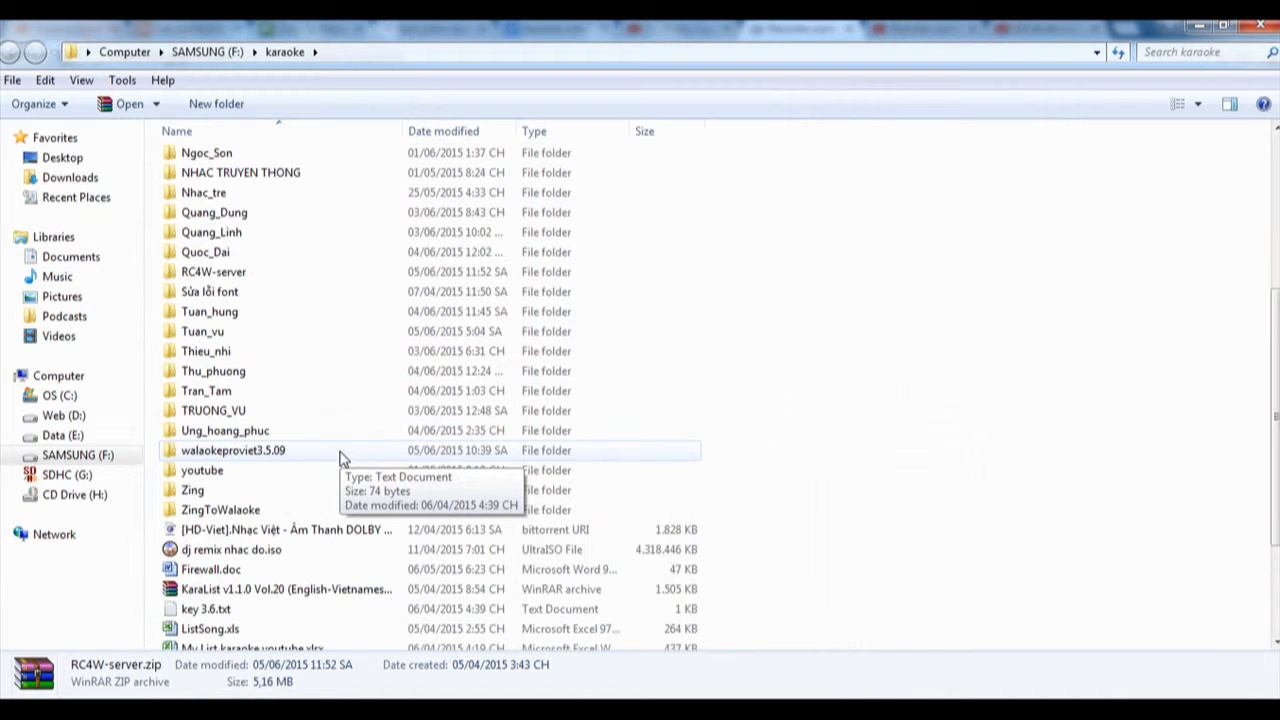 Computer SAMSUNG (F:) karaoke Search karaoke
File Edit View Tools Help
Organize Open New folder
Name Date modified Type Size
Favorites
Desktop
Downloads
Recent Places
Libraries
Documents
Music
Pictures
Podcasts
Videos
Computer
OS (C:)
Web (D:)
Data (E:)
SAMSUNG (F:)
SDHC (G:)
CD Drive (H:)
Network
Ngoc_Son 01/06/2015 1:37 CH File folder
NHAC TRUYEN THONG 01/05/2015 8:24 CH File folder
Nhac_tre 25/05/2015 4:33 CH File folder
Quang_Dung 03/06/2015 8:43 CH File folder
Quang_Linh 03/06/2015 10:02 ... File folder
Quoc_Dai 04/06/2015 12:02 ... File folder
RC4W-server 05/06/2015 11:52 SA File folder
Sửa lỗi font 07/04/2015 11:50 SA File folder
Tuan_hung 04/06/2015 11:45 SA File folder
Tuan_vu 05/06/2015 5:04 SA File folder
Thieu_nhi 03/06/2015 6:31 CH File folder
Thu_phuong 04/06/2015 12:24 ... File folder
Tran_Tam 04/06/2015 1:03 CH File folder
TRUONG_VU 03/06/2015 12:48 SA File folder
Ung_hoang_phuc 04/06/2015 2:35 CH File folder
walaokeproviet3.5.09 05/06/2015 10:39 SA File folder
youtube File folder
Zing File folder
ZingToWalaoke File folder
Type: Text Document
Size: 74 bytes
Date modified: 06/04/2015 4:39 CH
[HD-Viet].Nhạc Việt - Âm Thanh DOLBY ... 12/04/2015 6:13 SA bittorrent URI 1.828 KB
dj remix nhac do.iso 11/04/2015 7:01 CH UltraISO File 4.318.446 KB
Firewall.doc 06/05/2015 6:23 CH Microsoft Word 9... 47 KB
KaraList v1.1.0 Vol.20 (English-Vietnames... 05/04/2015 8:54 CH WinRAR archive 1.505 KB
key 3.6.txt 06/04/2015 4:39 CH Text Document 1 KB
ListSong.xls 05/04/2015 2:55 CH Microsoft Excel 97... 264 KB
My List karaoke youtube.xlsx Microsoft Excel W... 437 KB
RC4W-server.zip Date modified: 05/06/2015 11:52 SA Date created: 05/04/2015 3:43 CH
WinRAR ZIP archive Size: 5,16 MB